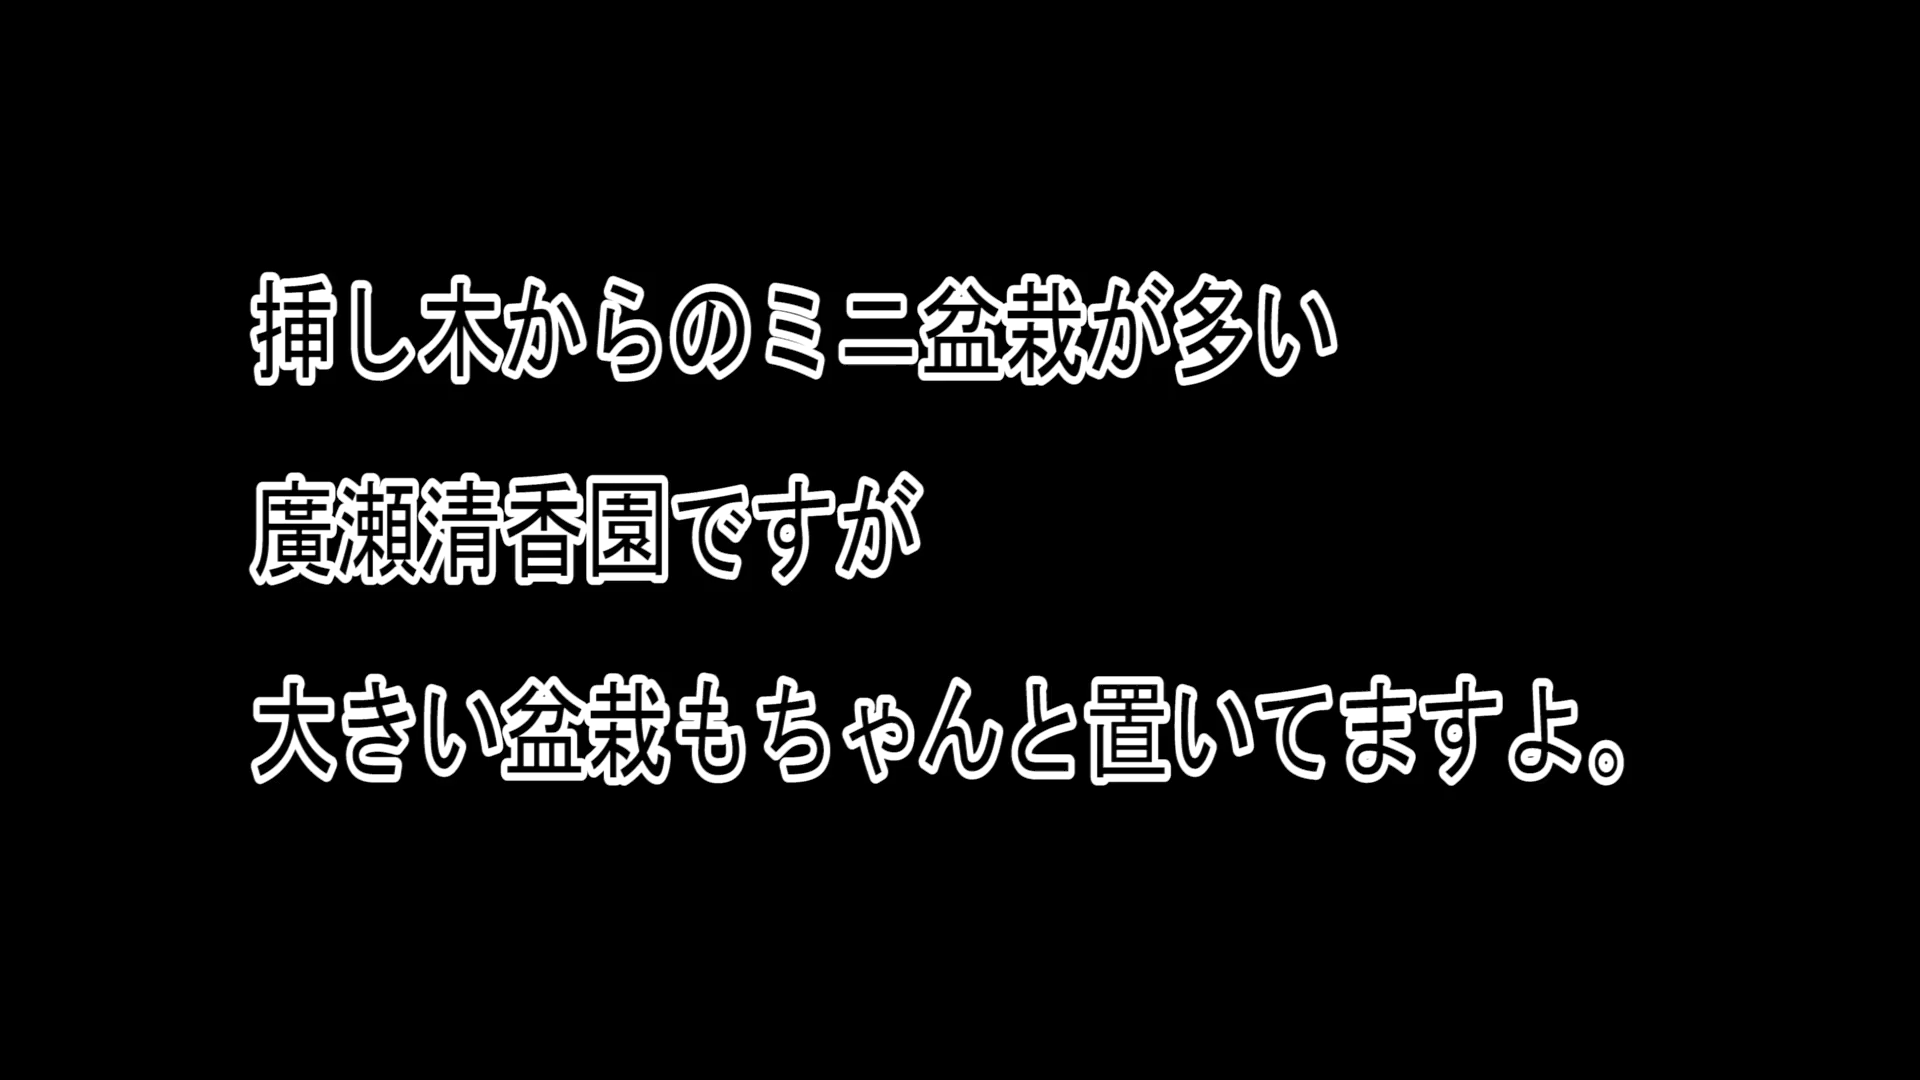 挿し木からのミニ盆栽が多い
廣瀬清香園ですが
大きい盆栽もちゃんと置いてますよ。